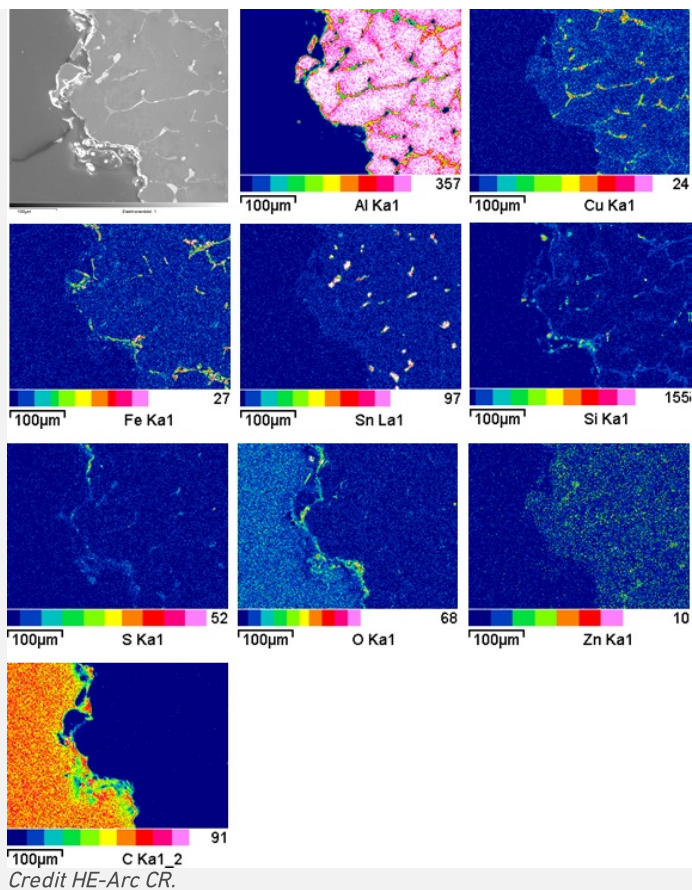 100µm Electron Image 1
100µm Al Ka1 357
100µm Cu Ka1 24
100µm Fe Ka1 27
100µm Sn La1 97
100µm Si Ka1 155
100µm S Ka1 52
100µm O Ka1 68
100µm Zn Ka1 10
100µm C Ka1_2 91
Credit HE-Arc CR.